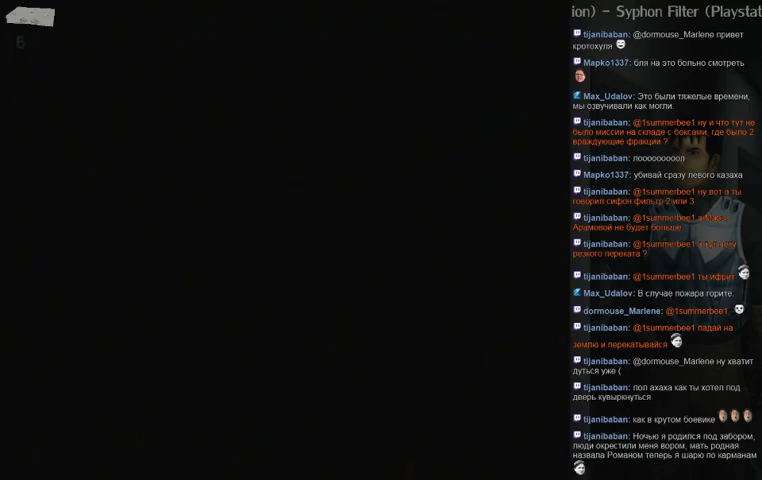 ion) - Syphon Filter (Playstat
tijanibaban: @dormouse_Marlene привет
кротохуля
Mapko1337: бля на это больно смотреть
Max_Udalov: Это были тяжелые времени,
мы озвучивали как могли.
tijanibaban: @1summerbee1 ну и что тут не
было миссии на складе с боксами, где было 2
враждующие фракции ?
tijanibaban: лооооооооол
Mapko1337: убивай сразу левого казаха
tijanibaban: @1summerbee1 ну вот а ты
говорил сифон фильтр 2 или 3
tijanibaban: @1summerbee1
Арамовой не будет больше
tijanibaban: @1summerbee1
резкого переката ?
tijanibaban: @1summerbee1 ты ифрит
Max_Udalov: В случае пожара горите.
dormouse_Marlene: @1summerbee1,
tijanibaban: @1summerbee1 падай на
землю и перекатывайся
tijanibaban: @dormouse_Marlene ну хватит
дуться уже (
tijanibaban: лол ахаха как ты хотел под
дверь кувыркнуться
tijanibaban: как в крутом боевике
tijanibaban: Ночью я родился под забором,
люди окрестили меня вором, мать родная
назвала Романом теперь я шарю по карманам